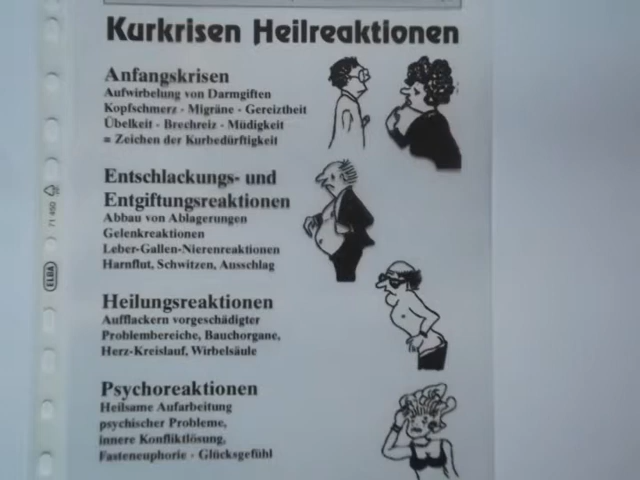 Kurkrisen Heilreaktionen
Anfangskrisen
Aufwirbelung von Darmgiften
Kopfschmerz - Migräne - Gereiztheit
Übelkeit - Brechreiz - Müdigkeit
= Zeichen der Kurbedürftigkeit
Entschlackungs- und
Entgiftungsreaktionen
Abbau von Ablagerungen
Gelenkreaktionen
Leber-Gallen-Nierenreaktionen
Harnflut, Schwitzen, Ausschlag
Heilungsreaktionen
Aufflackern vorgeschädigter
Problembereiche, Bauchorgane,
Herz-Kreislauf, Wirbelsäule
Psychoreaktionen
Heilsame Aufarbeitung
psychischer Probleme,
innere Konfliktlösung,
Fasteneuphorie - Glücksgefühl
ELBA 71 450